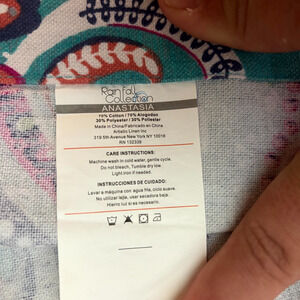 Rainfall
Collection
ANASTASIA
70% Cotton / 70% Alogodos
30% Polyester / 30% Poliester
Made in China/Fabricado en China
Artistic Linen Inc
319 5th Avenue New York NY 10016
RN 132339
CARE INSTRUCTIONS:
Machine wash in cold water, gentle cycle.
Do not bleach, Tumble dry low.
Light iron if needed.
INSTRUCCIONES DE CUIDADO:
Lavar a máquina con agua fría, ciclo suave.
No utilizar lejía, usar secadora baja.
Hierro luz si es necesario.